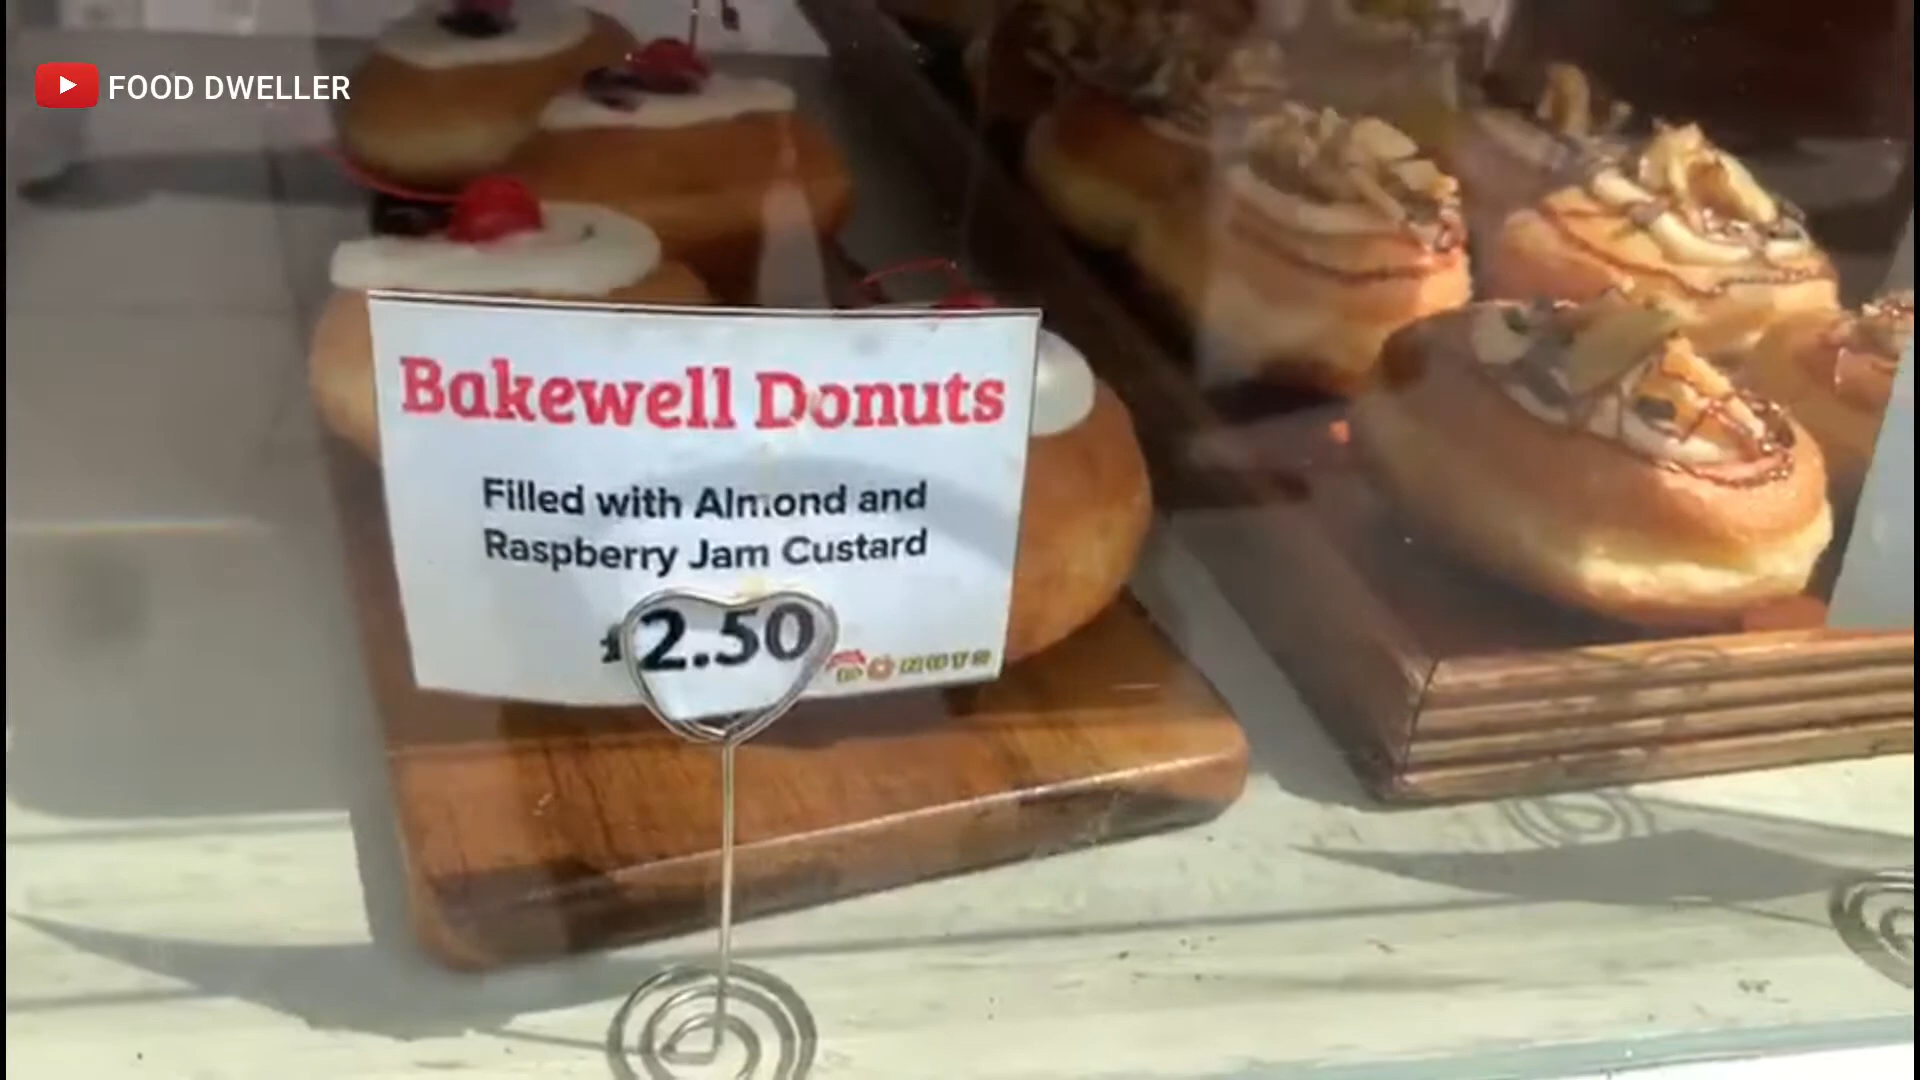 FOOD DWELLER
Bakewell Donuts
Filled with Almond and
Raspberry Jam Custard
£2.50